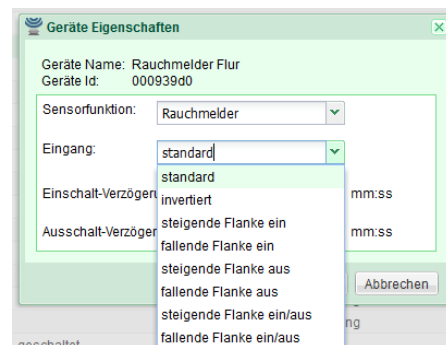 Geräte Eigenschaften
Geräte Name: Rauchmelder Flur
Geräte Id: 000939d0
Sensorfunktion: Rauchmelder
Eingang: standard
standard
invertiert
Einschalt-Verzöger mm:ss
steigende Flanke ein
fallende Flanke ein
Ausschalt-Verzöger mm:ss
steigende Flanke aus
fallende Flanke aus
Abbrechen
steigende Flanke ein/aus
fallende Flanke ein/aus
ng
geschaltet